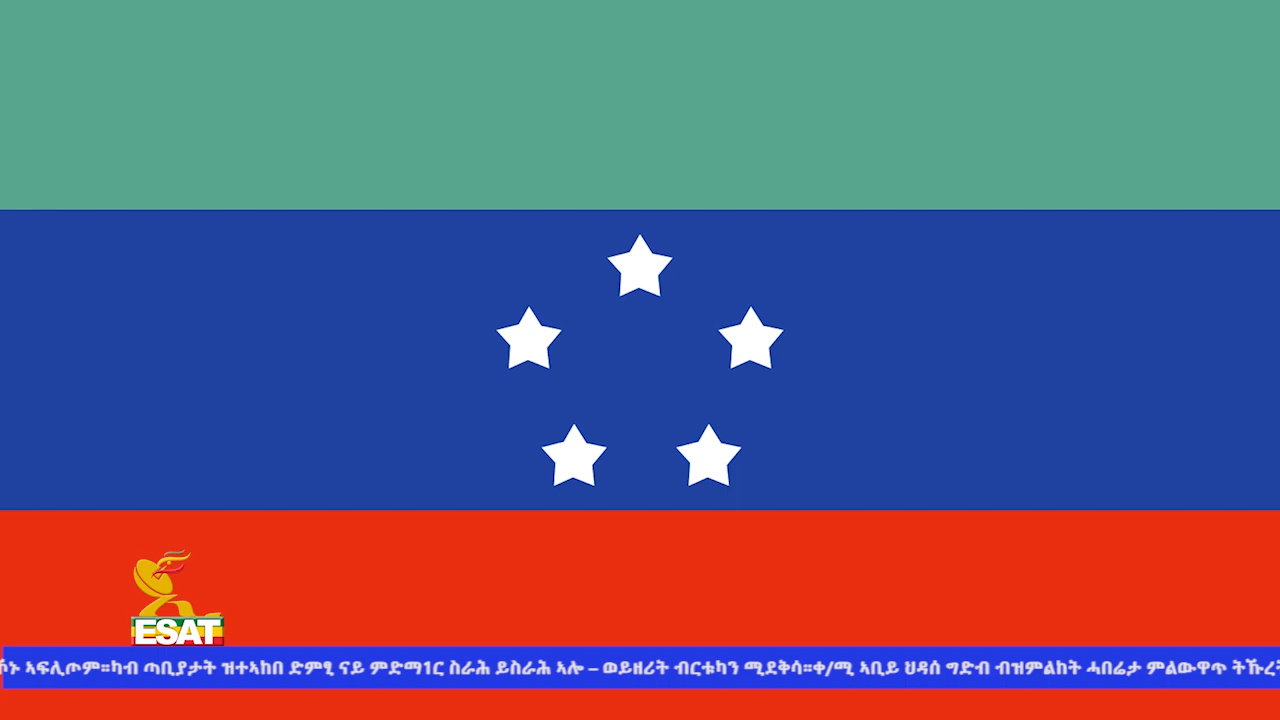 ESAT
ኣፍሊጦም።ካብ ጣቢያታት ዝተኣከበ ድምፂ ናይ ምድማ1ር ስራሕ ይስራሕ ኣሎ – ወይዘሪት ብርቱካን ሚደቅሳ።ቀ/ሚ ኣቢይ ህዳሰ ግድብ ብዝምልከት ሓበሬታ ምልውዋጥ